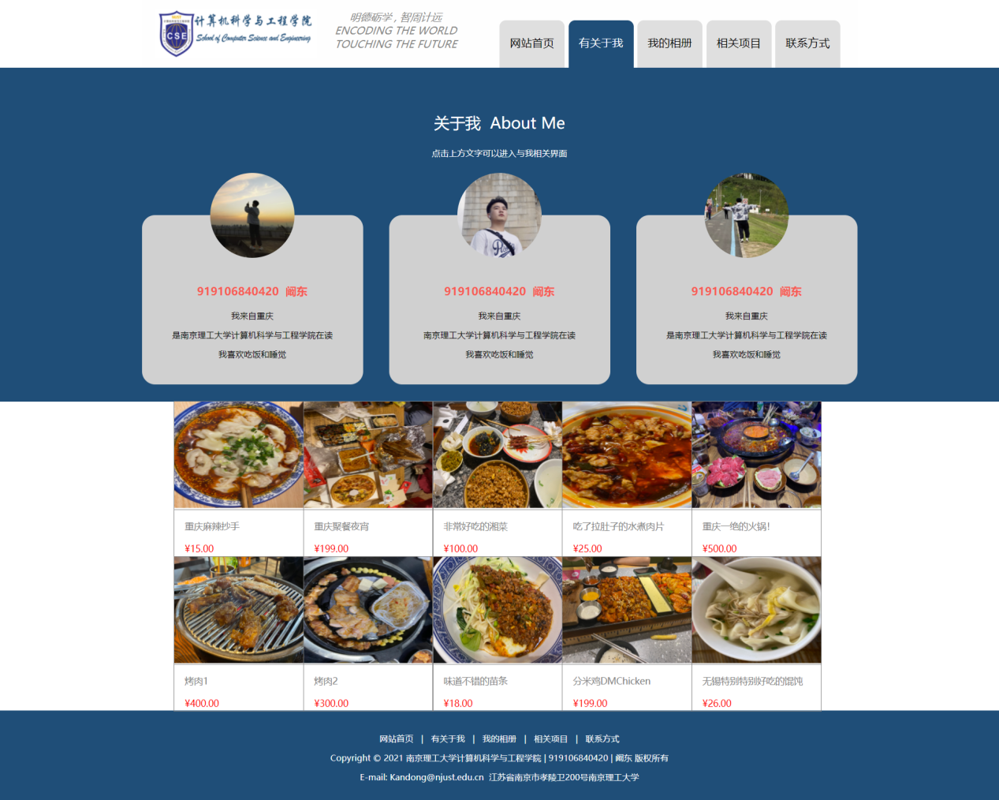 计算机科学与工程学院
School of Computer Science and Engineering
CSE
明德砺学，智周计远
ENCODING THE WORLD
TOUCHING THE FUTURE
网站首页
有关于我
我的相册
相关项目
联系方式
关于我 About Me
点击上方文字可以进入与我相关界面
919106840420 阚东
我来自重庆
是南京理工大学计算机科学与工程学院在读
我喜欢吃饭和睡觉
919106840420 阚东
我来自重庆
南京理工大学计算机科学与工程学院在读
我喜欢吃饭和睡觉
919106840420 阚东
我来自重庆
是南京理工大学计算机科学与工程学院在读
我喜欢吃饭和睡觉
重庆麻辣抄手
¥15.00
重庆聚餐夜宵
¥199.00
非常好吃的湘菜
¥100.00
吃了拉肚子的水煮肉片
¥25.00
重庆一绝的火锅！
¥500.00
烤肉1
¥400.00
烤肉2
¥300.00
味道不错的苗条
¥18.00
分米鸡DMChicken
¥199.00
无锡特别特别好吃的馄饨
¥26.00
网站首页 | 有关于我 | 我的相册 | 相关项目 | 联系方式
Copyright © 2021 南京理工大学计算机科学与工程学院 | 919106840420 | 阚东 版权所有
E-mail: Kandong@njust.edu.cn 江苏省南京市孝陵卫200号南京理工大学